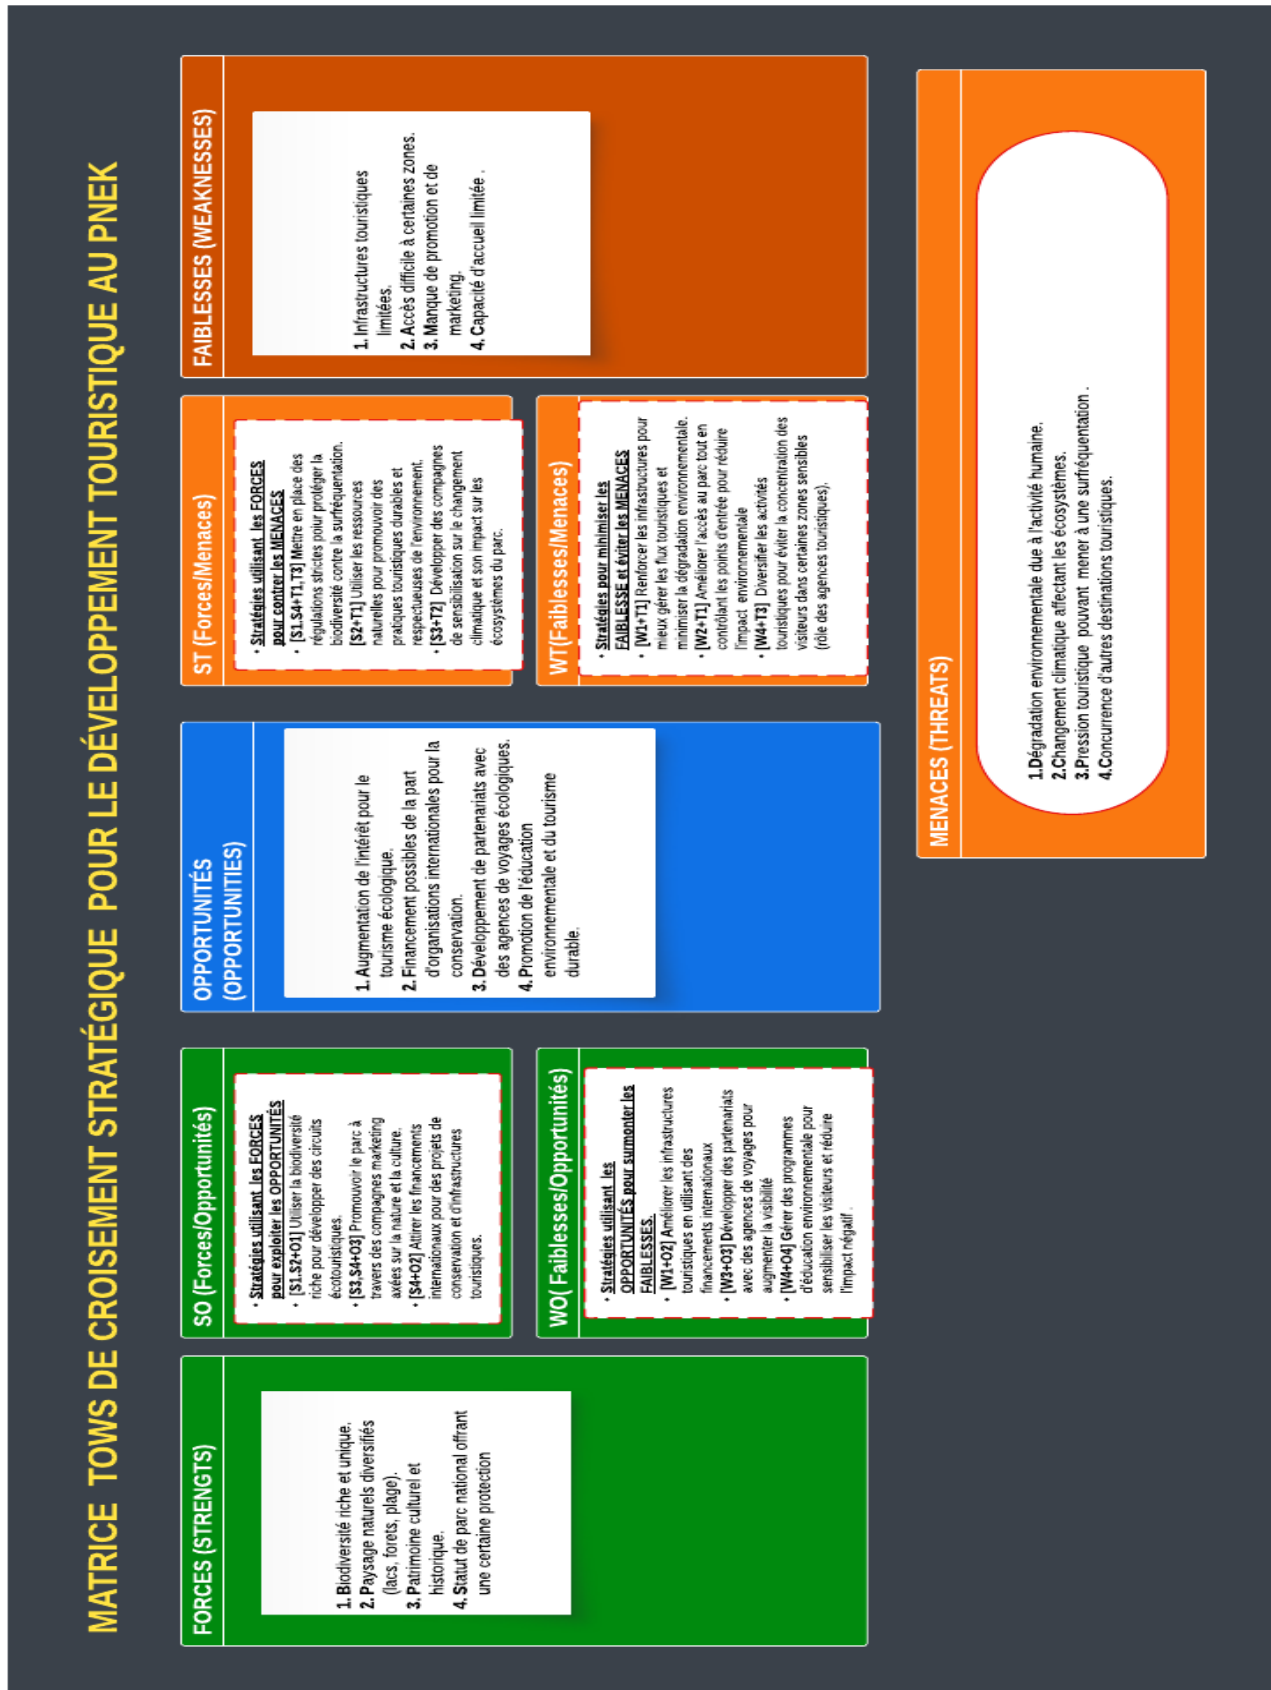 MATRICE TOWS DE CROISEMENT STRATÉGIQUE POUR LE DÉVELOPPEMENT TOURISTIQUE AU PNEK
FORCES (STRENGTS)
1. Biodiversité riche et unique.
2. Paysage naturels diversifiés
(lacs, forets, plage).
3. Patrimoine culturel et
historique.
4. Statut de parc national offrant
une certaine protection
SO (Forces/Opportunités)
• Stratégies utilisant les FORCES
pour exploiter les OPPORTUNITÉS
• [S1.S2+O1] Utiliser la biodiversité
riche pour développer des circuits
écotouristiques.
• [S3,S4+O3] Promouvoir le parc à
travers des compagnes marketing
axées sur la nature et la culture.
• [S4+O2] Attirer les financements
internationaux pour des projets de
conservation et d'infrastructures
touristiques.
WO( Faiblesses/Opportunités)
• Stratégies utilisant les
OPPORTUNITÉS pour surmonter les
FAIBLESSES.
• [W1+O2] Améliorer les infrastructures
touristiques en utilisant des
financements internationaux
• [W3+O3] Développer des partenariats
avec des agences de voyages pour
augmenter la visibilité
• [W4+O4] Gérer des programmes
d'éducation environnementale pour
sensibiliser les visiteurs et réduire
l'impact négatif .
OPPORTUNITÉS
(OPPORTUNITIES)
1. Augmentation de l'intérêt pour le
tourisme écologique.
2. Financement possibles de la part
d'organisations internationales pour la
conservation.
3. Développement de partenariats avec
des agences de voyages écologiques.
4. Promotion de l'éducation
environnementale et du tourisme
durable.
ST (Forces/Menaces)
• Stratégies utilisant les FORCES
pour contrer les MENACES
• [S1.S4+T1,T3] Mettre en place des
régulations strictes poiur protéger la
biodiversité contre la surfréquentation.
• [S2+T1] Utiliser les ressources
naturelles pour promouvoir des
pratiques touristiques durables et
respectueuses de l'environnement.
• [S3+T2] Développer des compagnes
de sensibilisation sur le changement
climatique et son impact sur les
écosystèmes du parc.
WT(Faiblesses/Menaces)
• Stratégies pour minimiser les
FAIBLESSE et éviter les MENACES
• [W1+T1] Renforcer les infrastructures pour
mieux gérer les flux touristiques et
minimiser la dégradation environnementale.
• [W2+T1] Améliorer l'accès au parc tout en
contrôlant les points d'entrée pour réduire
l'impact environnementale
• [W4+T3] Diversifier les activités
touristiques pour éviter la concentration des
visiteurs dans certaines zones sensibles
(rôle des agences touristiques).
FAIBLESSES (WEAKNESSES)
1. Infrastructures touristiques
limitées.
2. Accès difficile à certaines zones.
3. Manque de promotion et de
marketing.
4. Capacité d'accueil limitée .
MENACES (THREATS)
1.Dégradation environnementale due à l'activité humaine.
2.Changement climatique affectant les écosystèmes.
3.Pression touristique pouvant mener à une surfréquentation .
4.Concurrence d'autres destinations touristiques.